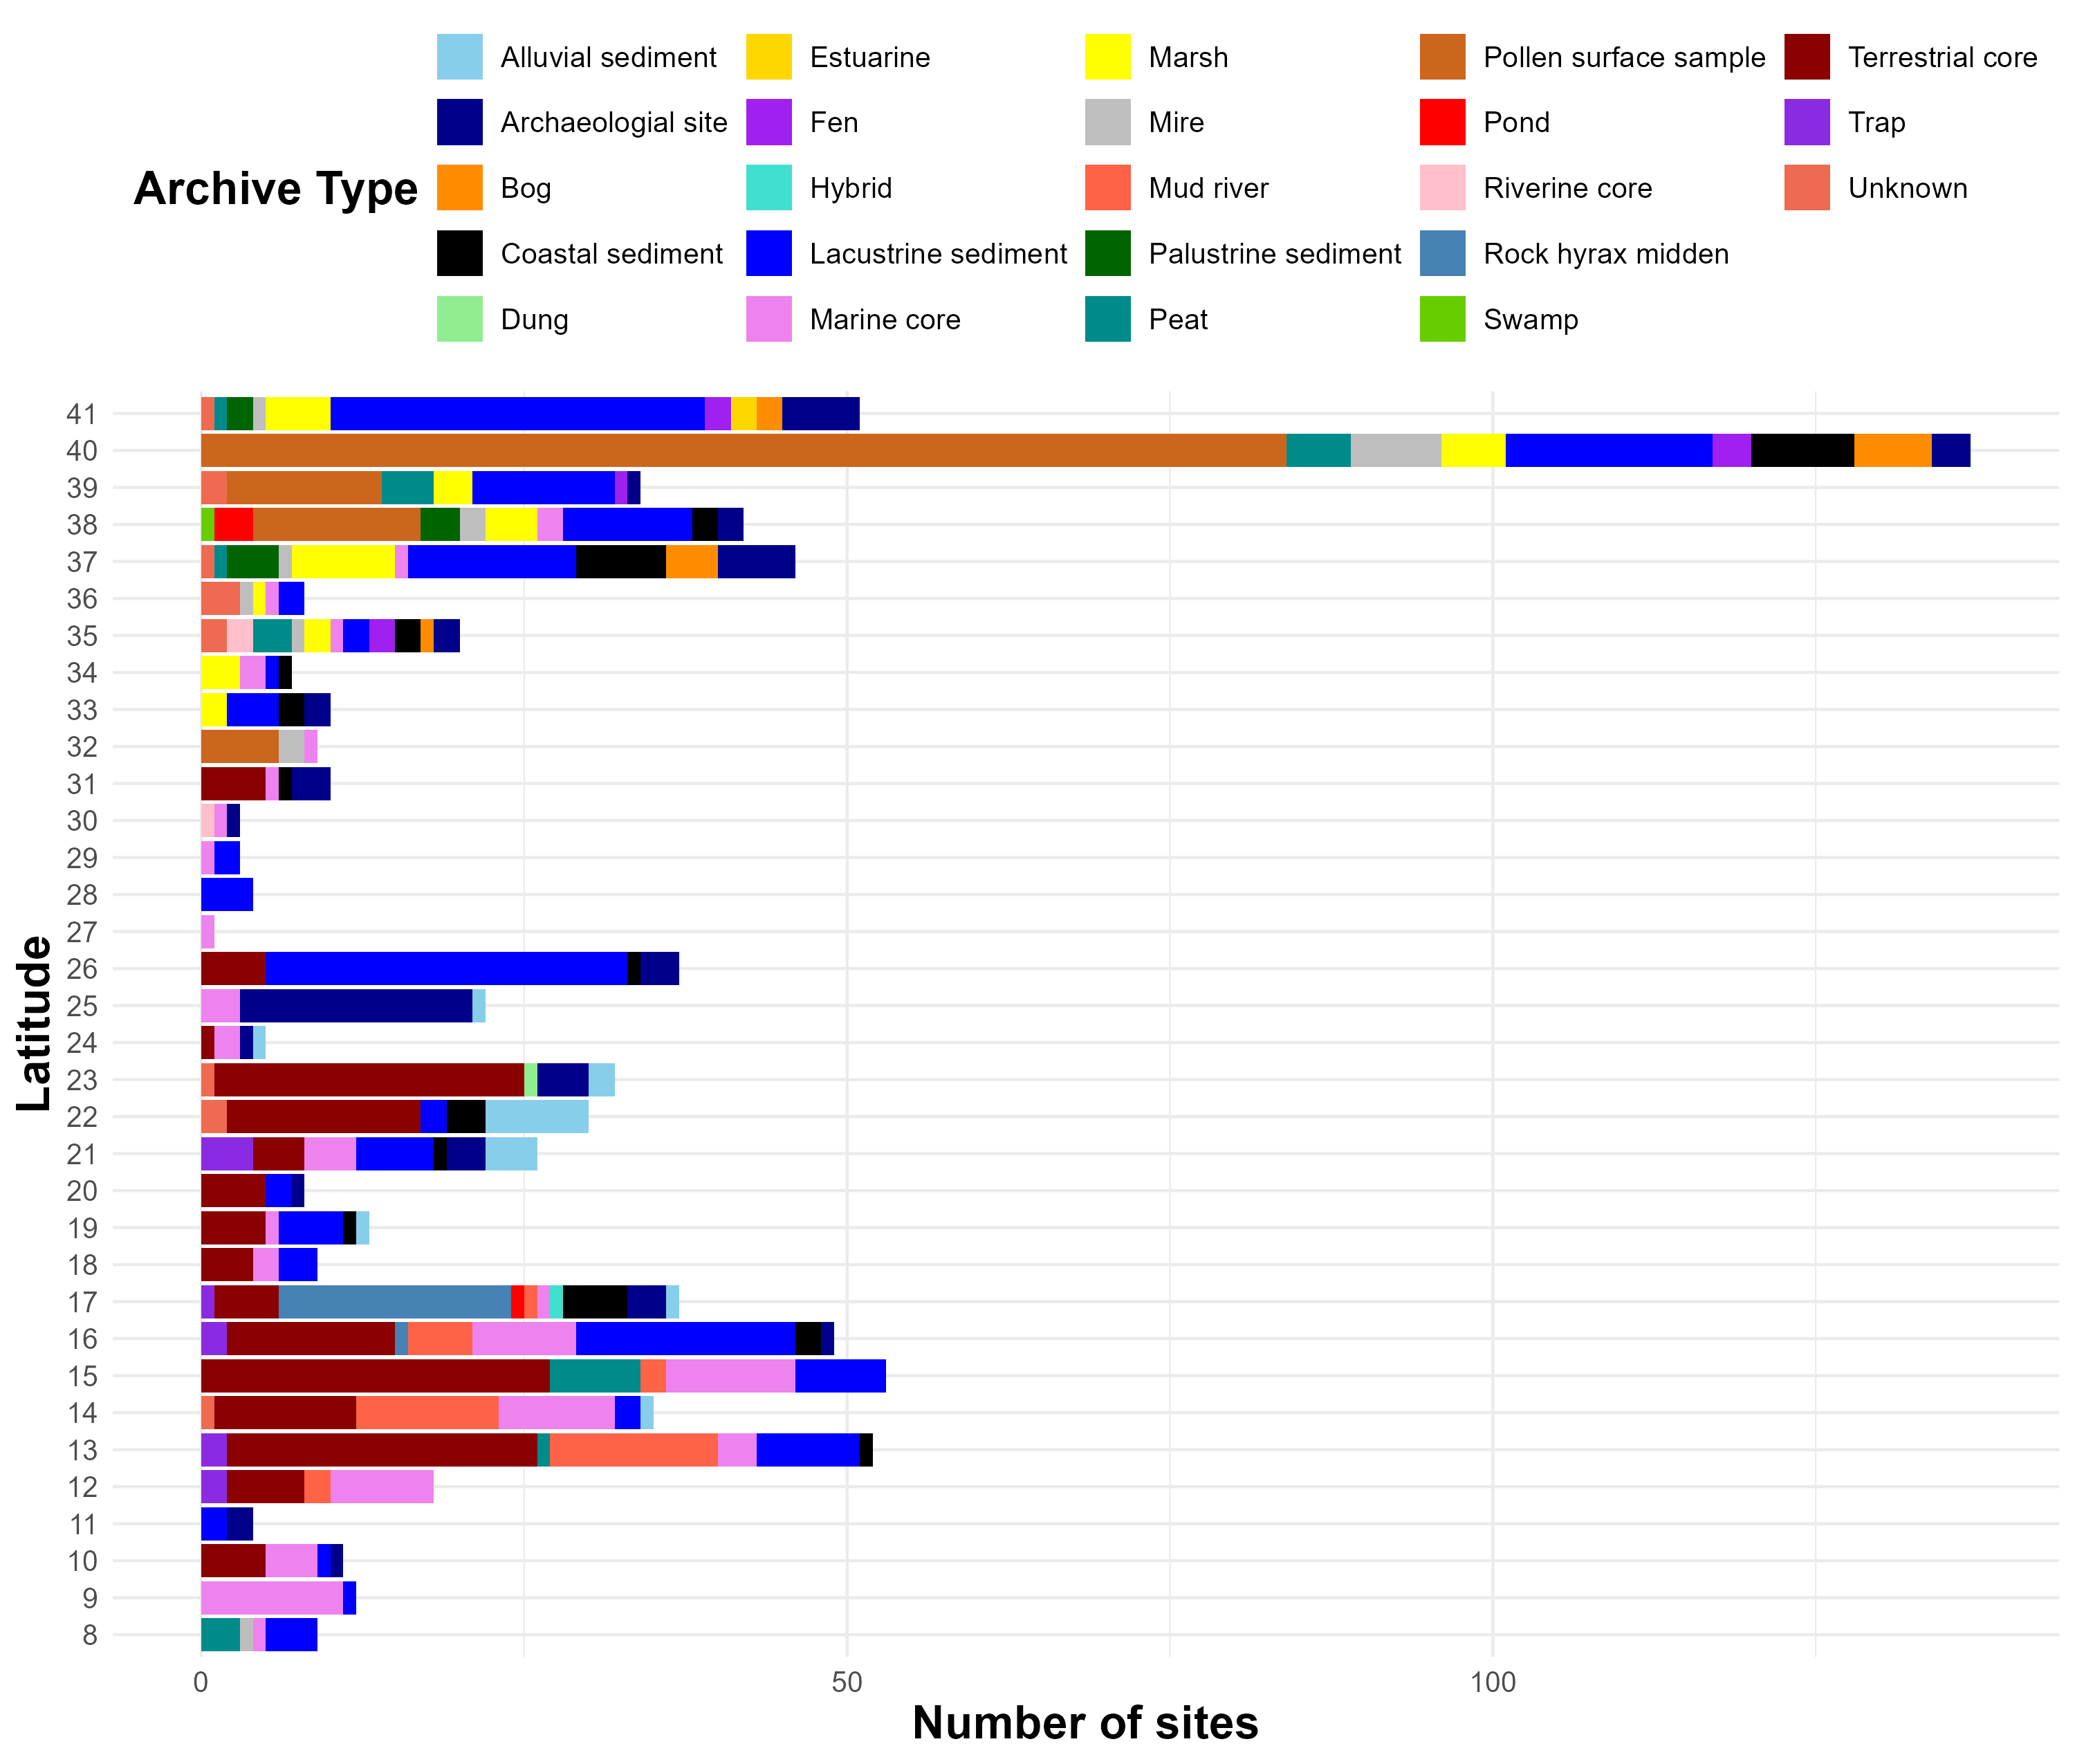 Archive Type
Alluvial sediment
Archaeologial site
Bog
Coastal sediment
Dung
Estuarine
Fen
Hybrid
Lacustrine sediment
Marine core
Marsh
Mire
Mud river
Palustrine sediment
Peat
Pollen surface sample
Pond
Riverine core
Rock hyrax midden
Swamp
Terrestrial core
Trap
Unknown
Latitude
41
40
39
38
37
36
35
34
33
32
31
30
29
28
27
26
25
24
23
22
21
20
19
18
17
16
15
14
13
12
11
10
9
8
0 50 100
Number of sites